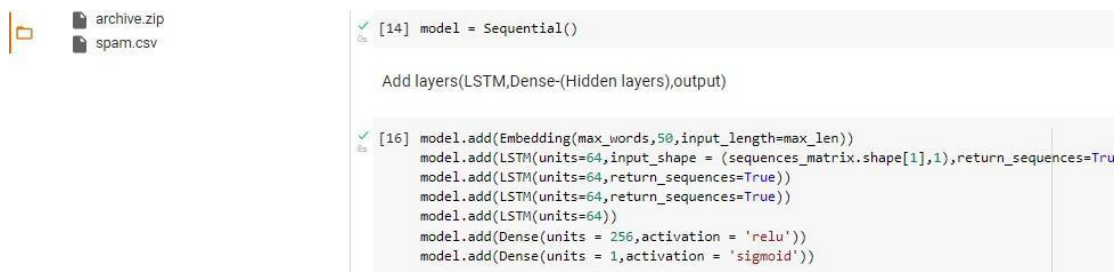 archive.zip
spam.csv
[14] model = Sequential()
0s
Add layers(LSTM,Dense-(Hidden layers),output)
[16] model.add(Embedding(max_words,50,input_length=max_len))
model.add(LSTM(units=64,input_shape = (sequences_matrix.shape[1],1),return_sequences=Tru
model.add(LSTM(units=64,return_sequences=True))
model.add(LSTM(units=64,return_sequences=True))
model.add(LSTM(units=64))
model.add(Dense(units = 256,activation = 'relu'))
model.add(Dense(units = 1,activation = 'sigmoid'))